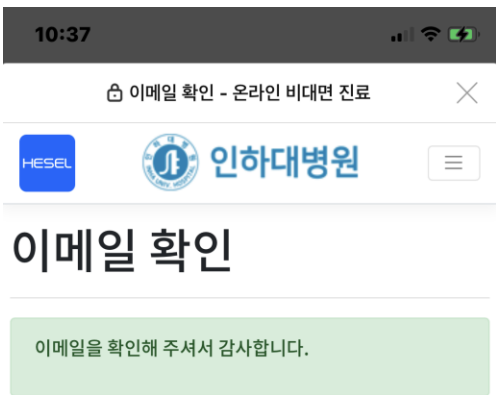 10:37
이메일 확인 - 온라인 비대면 진료
HESEL
인하대병원
이메일 확인
이메일을 확인해 주셔서 감사합니다.